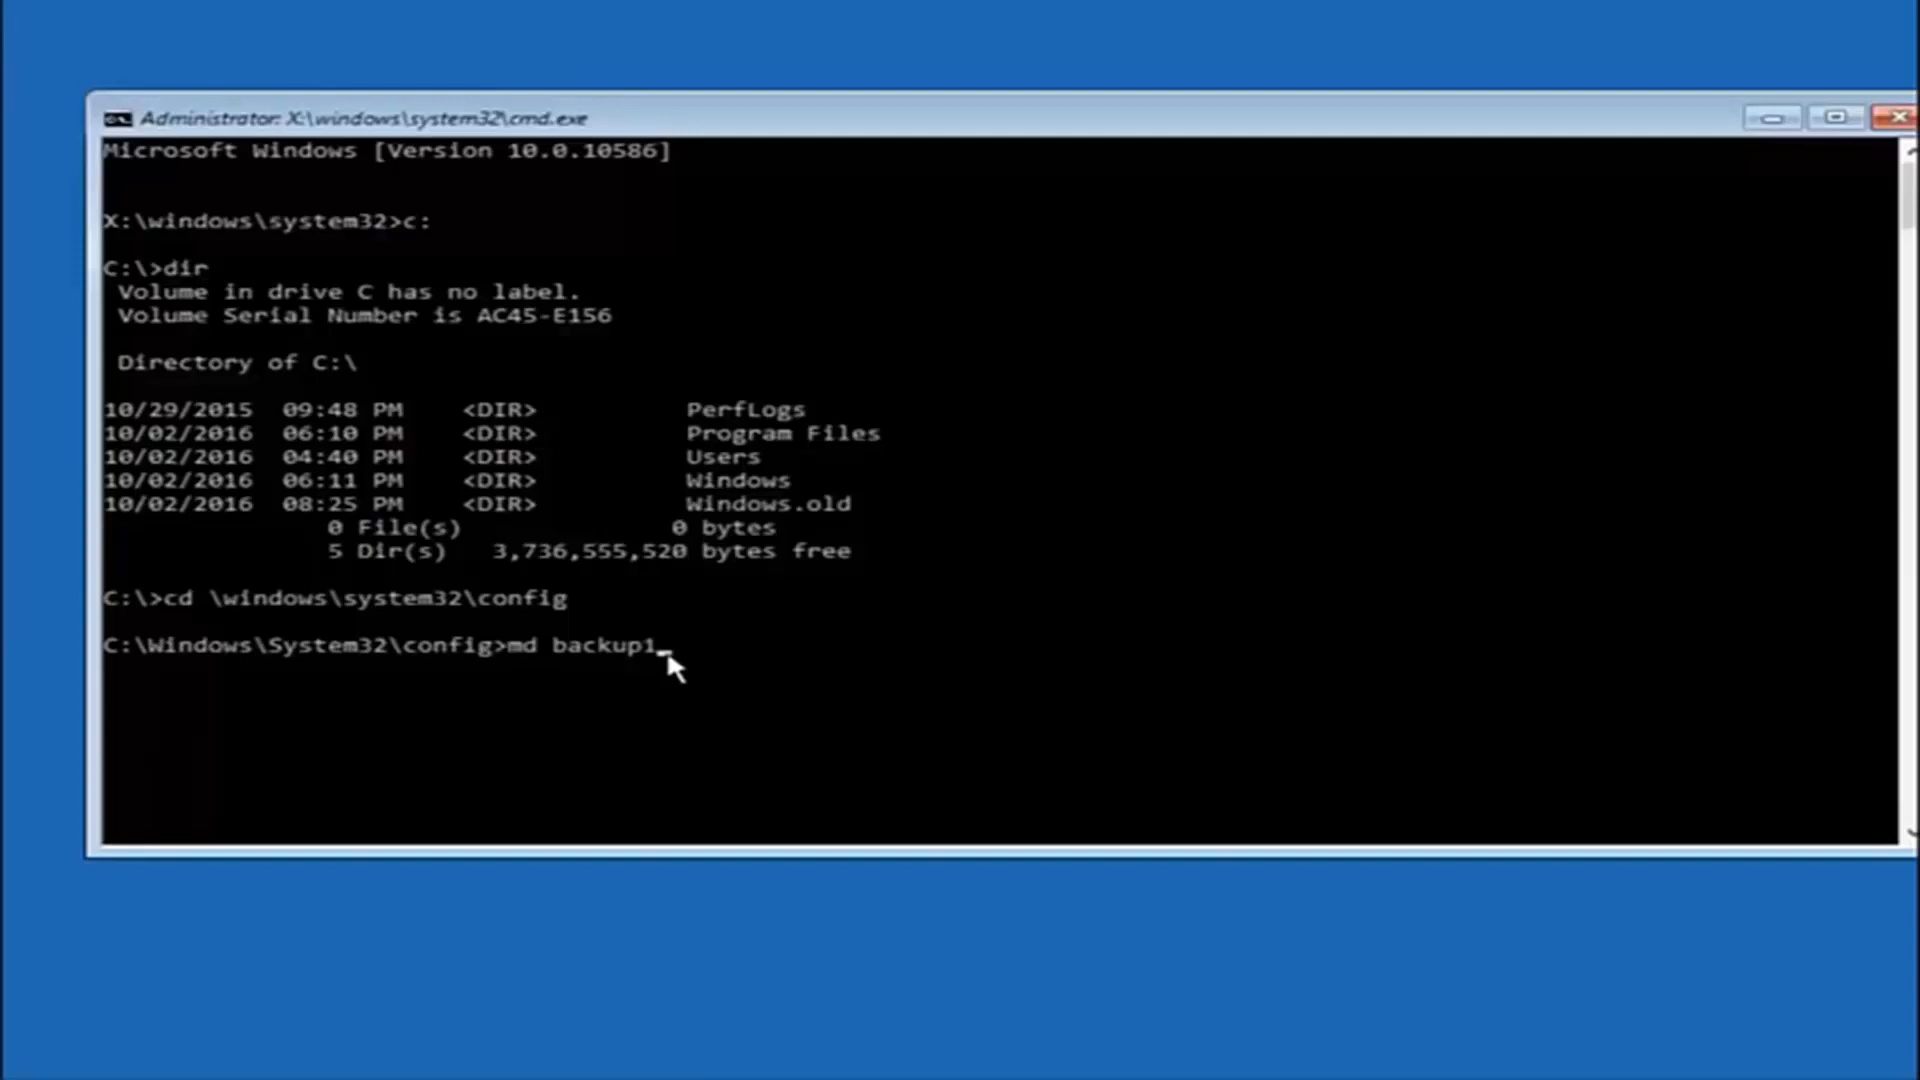 Administrator: X:\windows\system32\cmd.exe
Microsoft Windows [Version 10.0.10586]
X:\windows\system32>c:
C:\>dir
Volume in drive C has no label.
Volume Serial Number is AC45-E156
Directory of C:\
10/29/2015 09:48 PM <DIR> PerfLogs
10/02/2016 06:10 PM <DIR> Program Files
10/02/2016 04:40 PM <DIR> Users
10/02/2016 06:11 PM <DIR> Windows
10/02/2016 08:25 PM <DIR> Windows.old
0 File(s) 0 bytes
5 Dir(s) 3,736,555,520 bytes free
C:\>cd \windows\system32\config
C:\Windows\System32\config>md backup1_